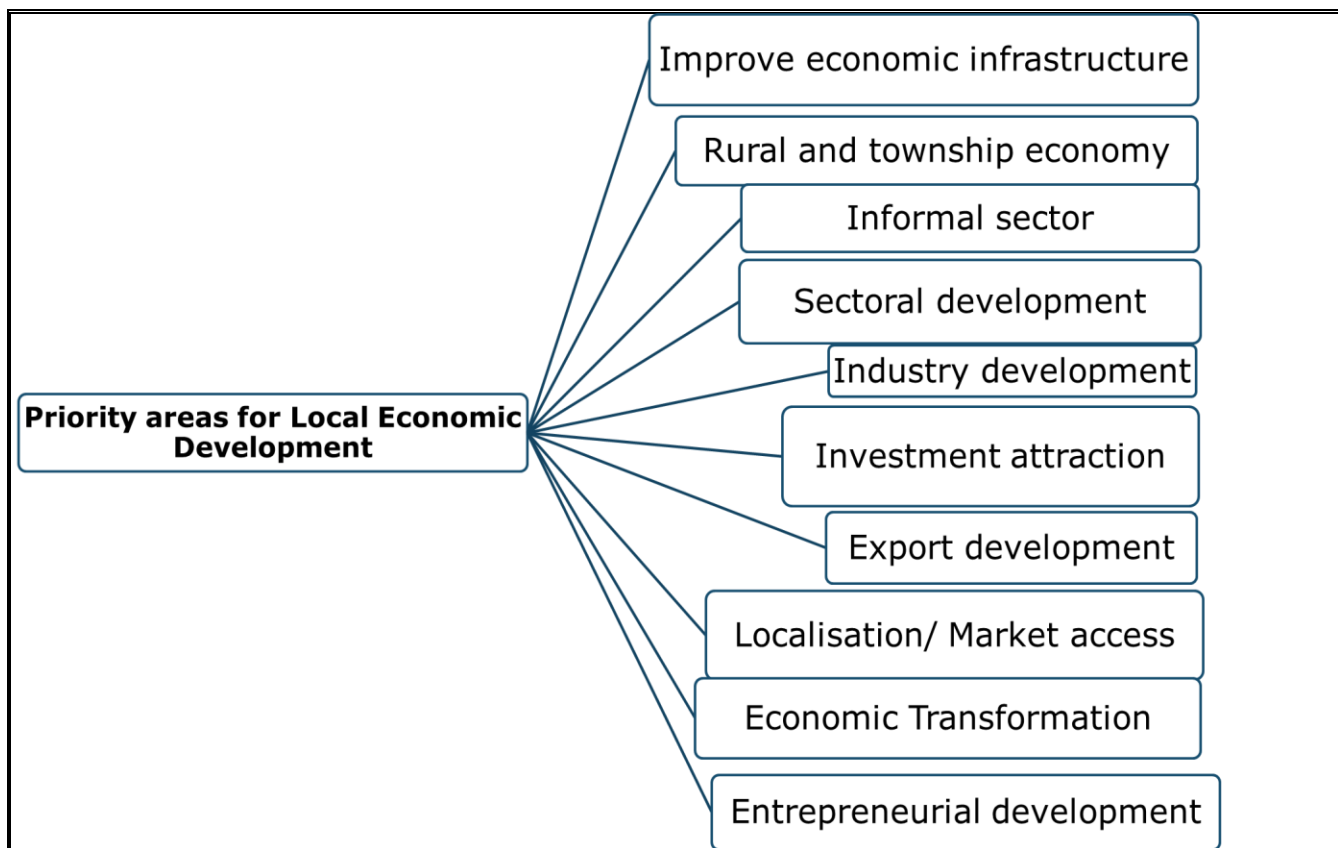 Improve economic infrastructure
Rural and township economy
Informal sector
Sectoral development
Industry development
Priority areas for Local Economic
Development
Investment attraction
Export development
Localisation/ Market access
Economic Transformation
Entrepreneurial development